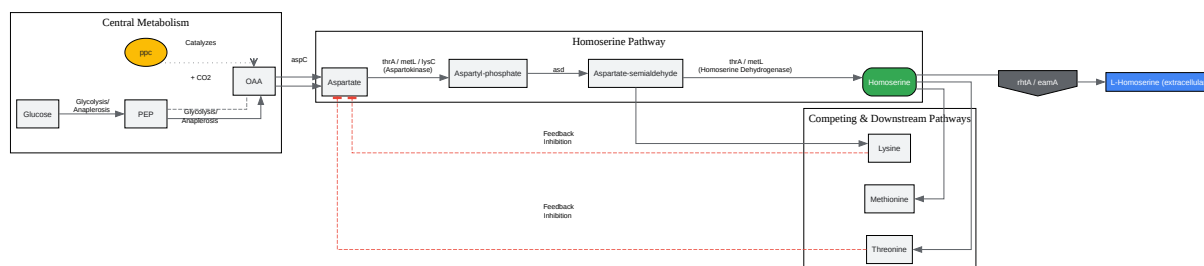 Central Metabolism
ppc
Catalyzes
+ CO2
OAA
aspC
Glycolysis/
Anaplerosis
Glucose
PEP
Glycolysis/
Anaplerosis
Homoserine Pathway
Aspartate
thrA / metL / lysC
(Aspartokinase)
Aspartyl-phosphate
asd
Aspartate-semialdehyde
thrA / metL
(Homoserine Dehydrogenase)
Homoserine
rhtA / eamA
L-Homoserine (extracellular
Competing & Downstream Pathways
Feedback
Inhibition
Lysine
Methionine
Feedback
Inhibition
Threonine